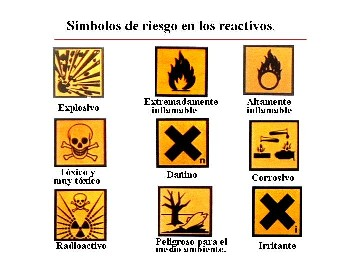 Símbolos de riesgo en los reactivos.
Explosivo
Extremadamente
inflamable
Altamente
inflamable
Tóxico y
muy tóxico
n
Dañino
Corrosivo
Radioactivo
Peligroso para el
medio ambiente.
i
Irritante